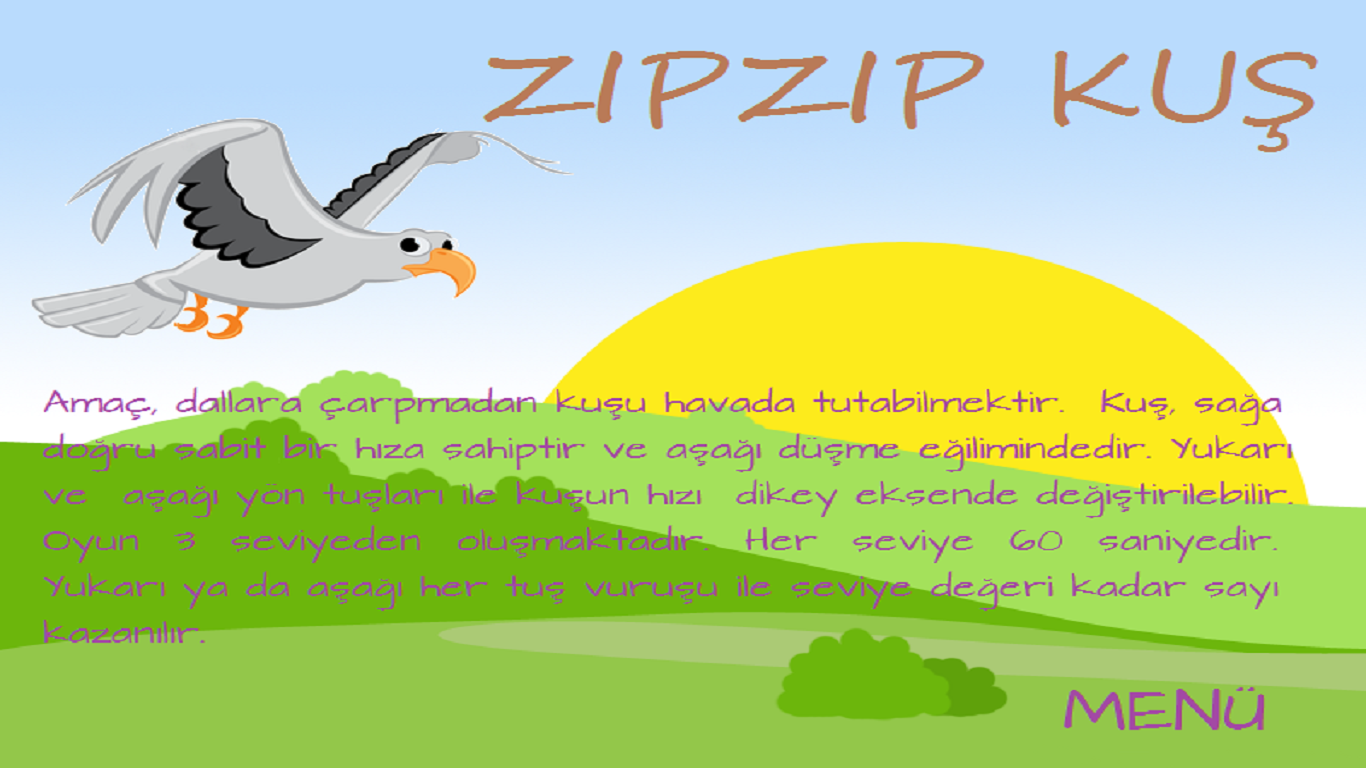 ZIPZIP KUŞ
Amaç, dallara çarpmadan kuşu havada tutabilmektir. Kuş, sağa
doğru sabit bir hıza sahiptir ve aşağı düşme eğilimindedir. Yukarı
ve aşağı yön tuşları ile kuşun hızı dikey eksende değiştirilebilir.
Oyun 3 seviyeden oluşmaktadır. Her seviye 60 saniyedir.
Yukarı ya da aşağı her tuş vuruşu ile seviye değeri kadar sayı
kazanılır.
MENÜ